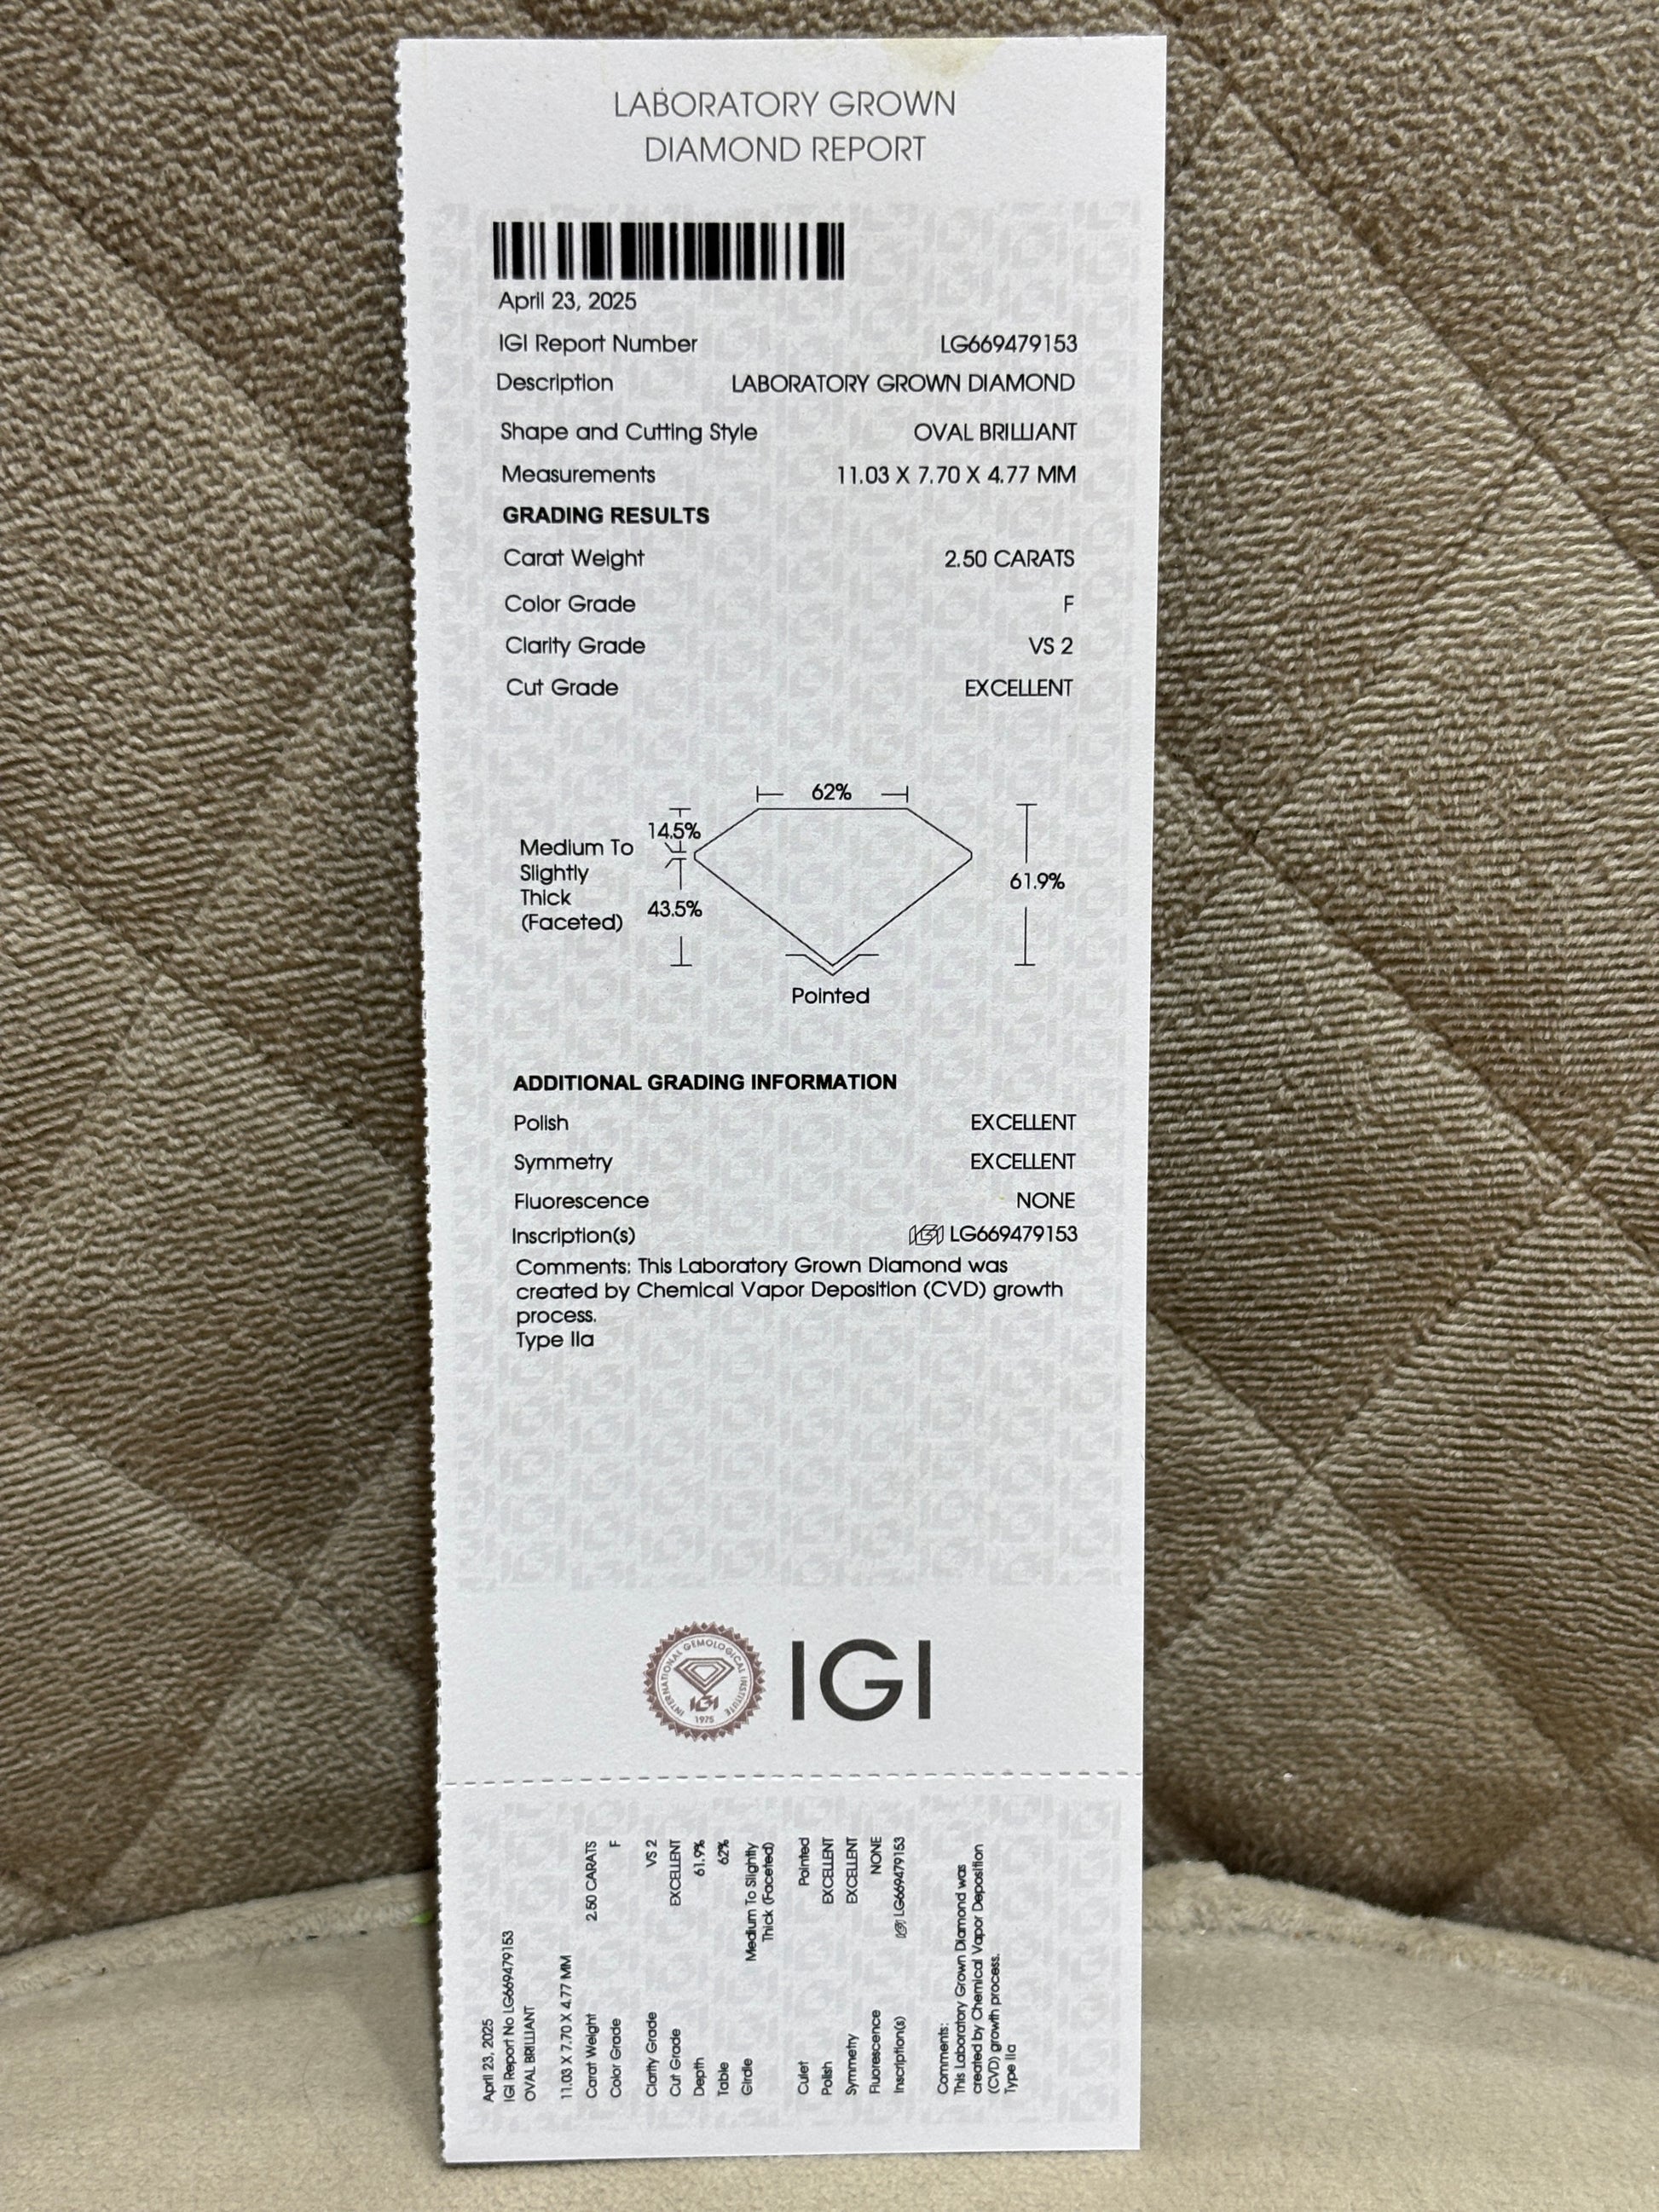 LABORATORY GROWN
DIAMOND REPORT
April 23, 2025
IGI Report Number LG669479153
Description LABORATORY GROWN DIAMOND
Shape and Cutting Style OVAL BRILLIANT
Measurements 11.03 X 7.70 X 4.77 MM
GRADING RESULTS
Carat Weight 2.50 CARATS
Color Grade F
Clarity Grade VS 2
Cut Grade EXCELLENT
62%
14.5%
Medium To
Slightly
Thick
(Faceted)
43.5%
61.9%
Pointed
ADDITIONAL GRADING INFORMATION
Polish EXCELLENT
Symmetry EXCELLENT
Fluorescence NONE
Inscription(s) IGI LG669479153
Comments: This Laboratory Grown Diamond was
created by Chemical Vapor Deposition (CVD) growth
process.
Type IIa
INTERNATIONAL GEMOLOGICAL INSTITUTE
IGI
1975
IGI
April 23, 2025
IGI Report No LG669479153
OVAL BRILLIANT
11.03 X 7.70 X 4.77 MM
Carat Weight 2.50 CARATS
Color Grade F
Clarity Grade VS 2
Cut Grade EXCELLENT
Depth 61.9%
Table 62%
Girdle Medium To Slightly
Thick (Faceted)
Culet Pointed
Polish EXCELLENT
Symmetry EXCELLENT
Fluorescence NONE
Inscription(s) IGI LG669479153
Comments:
This Laboratory Grown Diamond was
created by Chemical Vapor Deposition
(CVD) growth process.
Type IIa